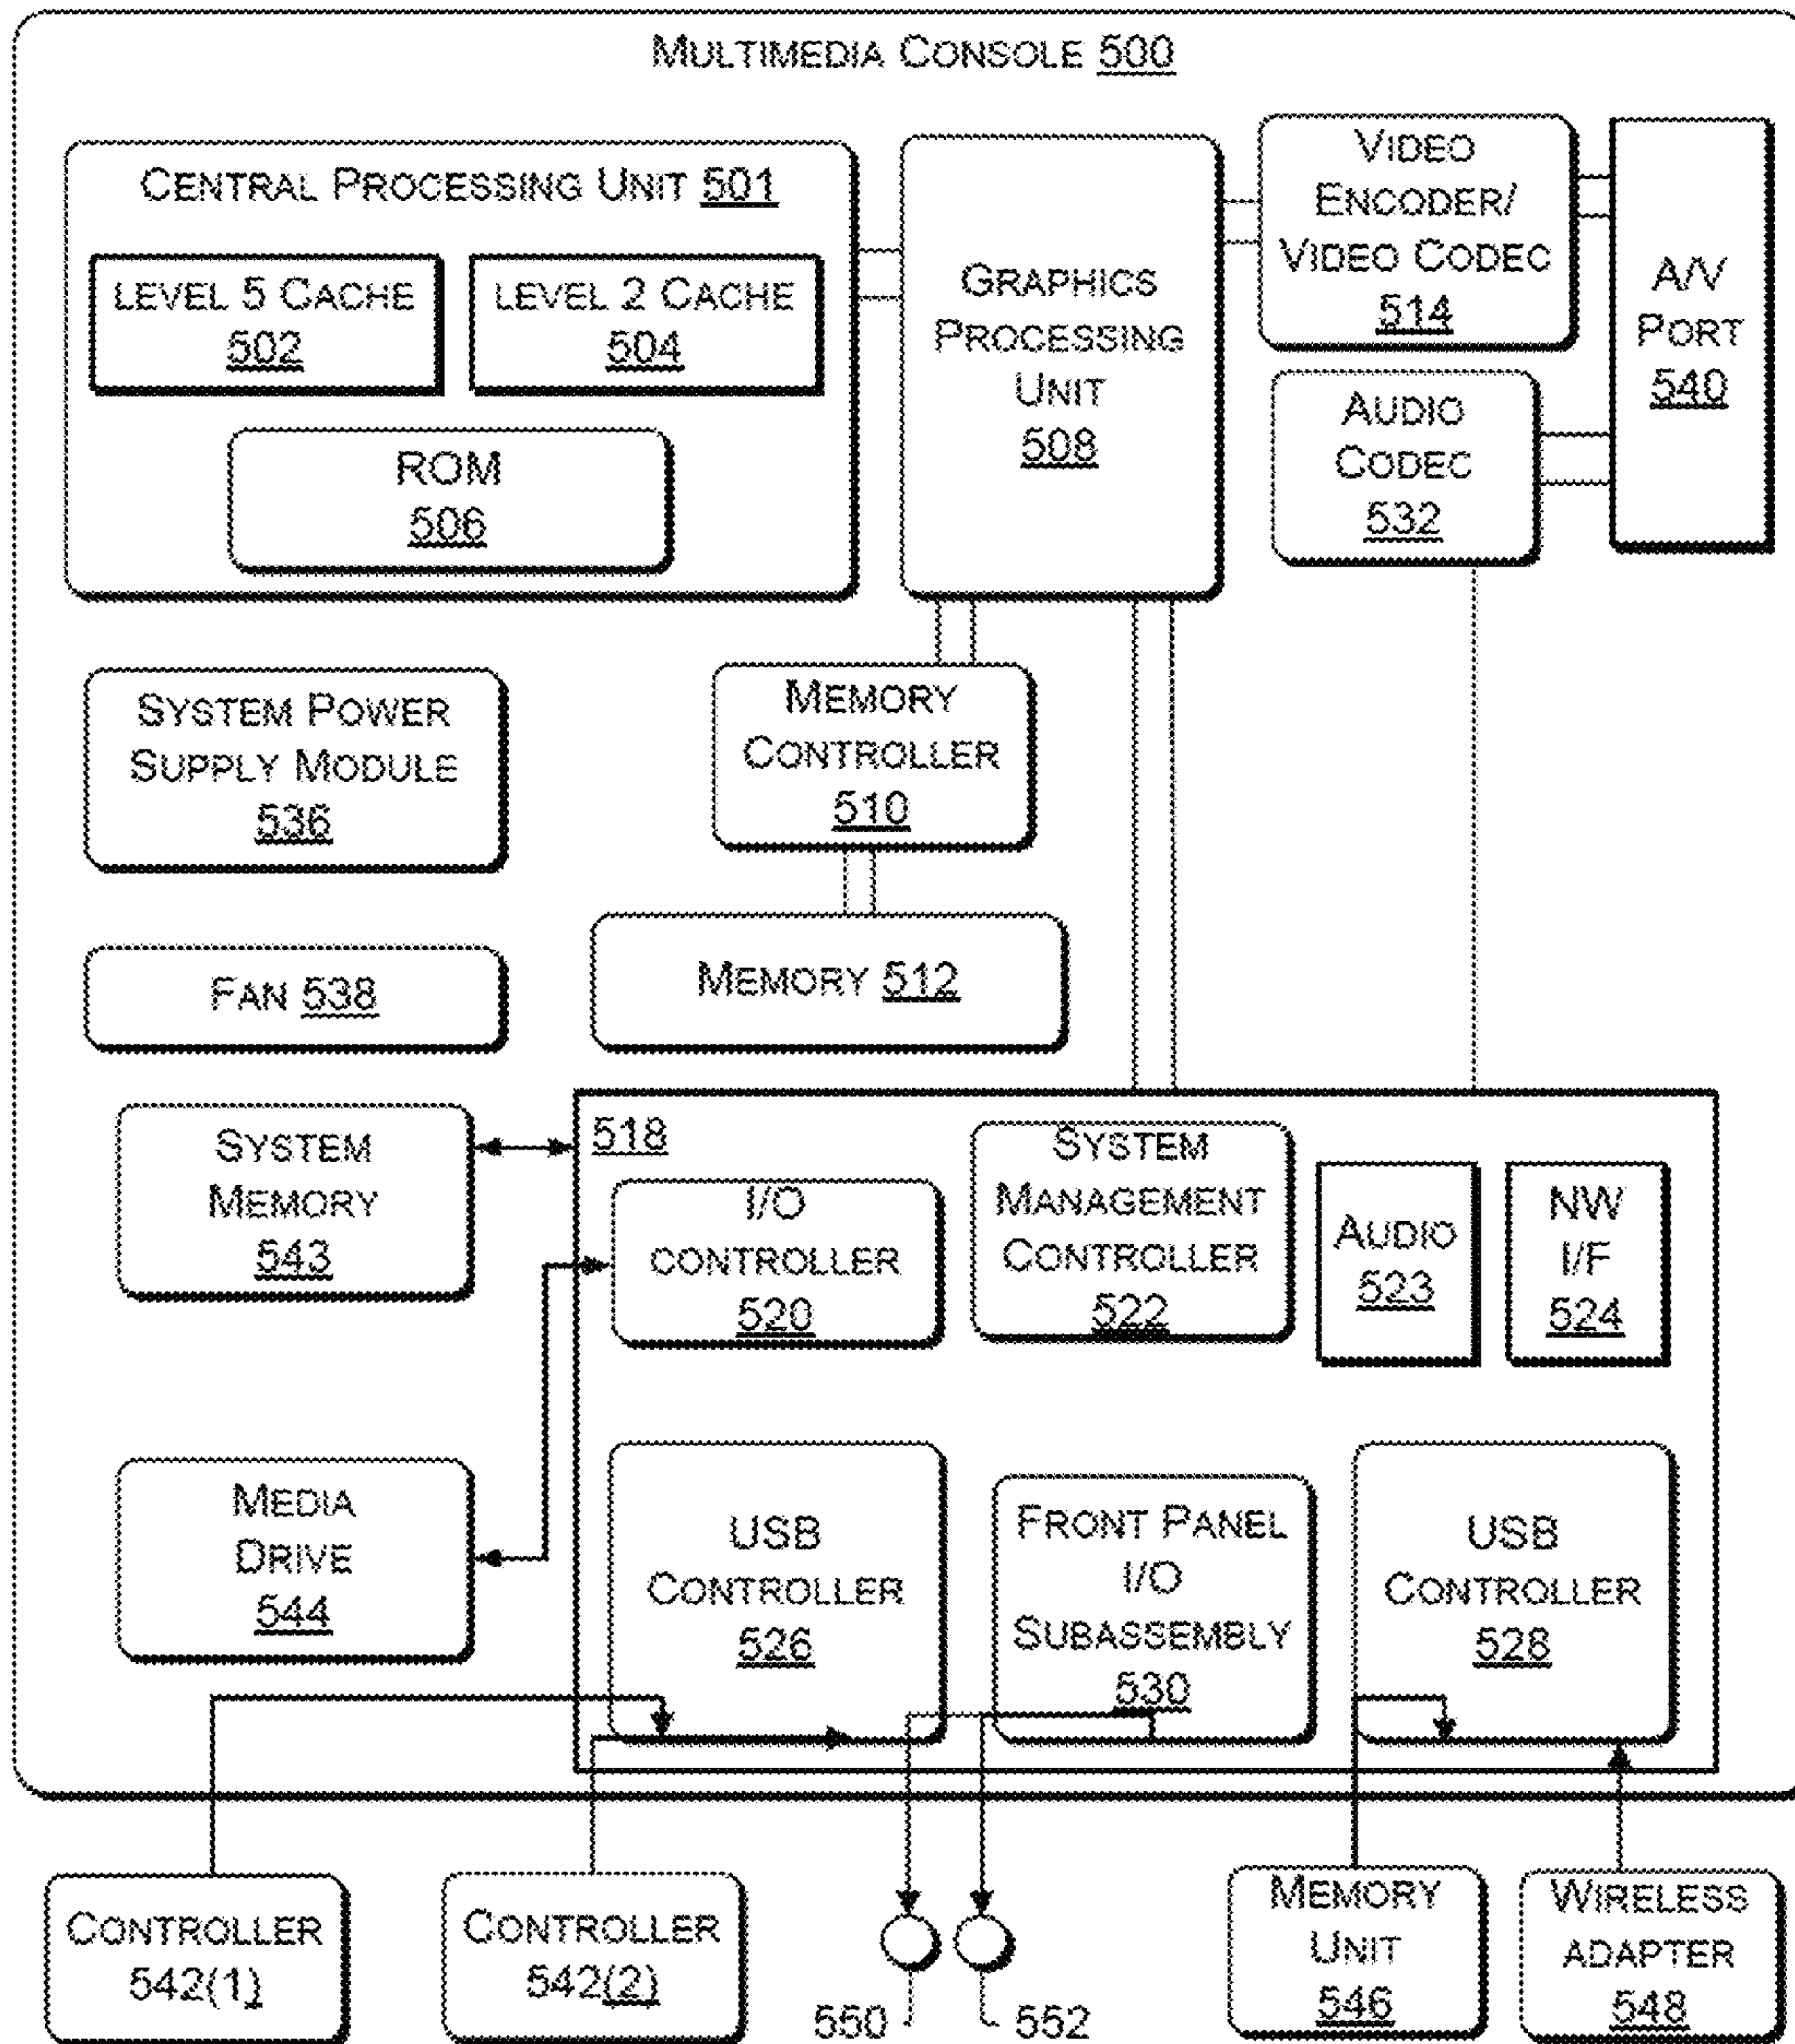 MULTIMEDIA CONSOLE 500
CENTRAL PROCESSING UNIT 501
LEVEL 5 CACHE
502
LEVEL 2 CACHE
504
ROM
506
GRAPHICS
PROCESSING
UNIT
508
VIDEO
ENCODER/
VIDEO CODEC
514
A/V
PORT
540
AUDIO
CODEC
532
SYSTEM POWER
SUPPLY MODULE
536
MEMORY
CONTROLLER
510
FAN 538
MEMORY 512
SYSTEM
MEMORY
543
518
I/O
CONTROLLER
520
SYSTEM
MANAGEMENT
CONTROLLER
522
AUDIO
523
NW
I/F
524
MEDIA
DRIVE
544
USB
CONTROLLER
526
FRONT PANEL
I/O
SUBASSEMBLY
530
USB
CONTROLLER
528
CONTROLLER
542(1)
CONTROLLER
542(2)
550
552
MEMORY
UNIT
546
WIRELESS
ADAPTER
548